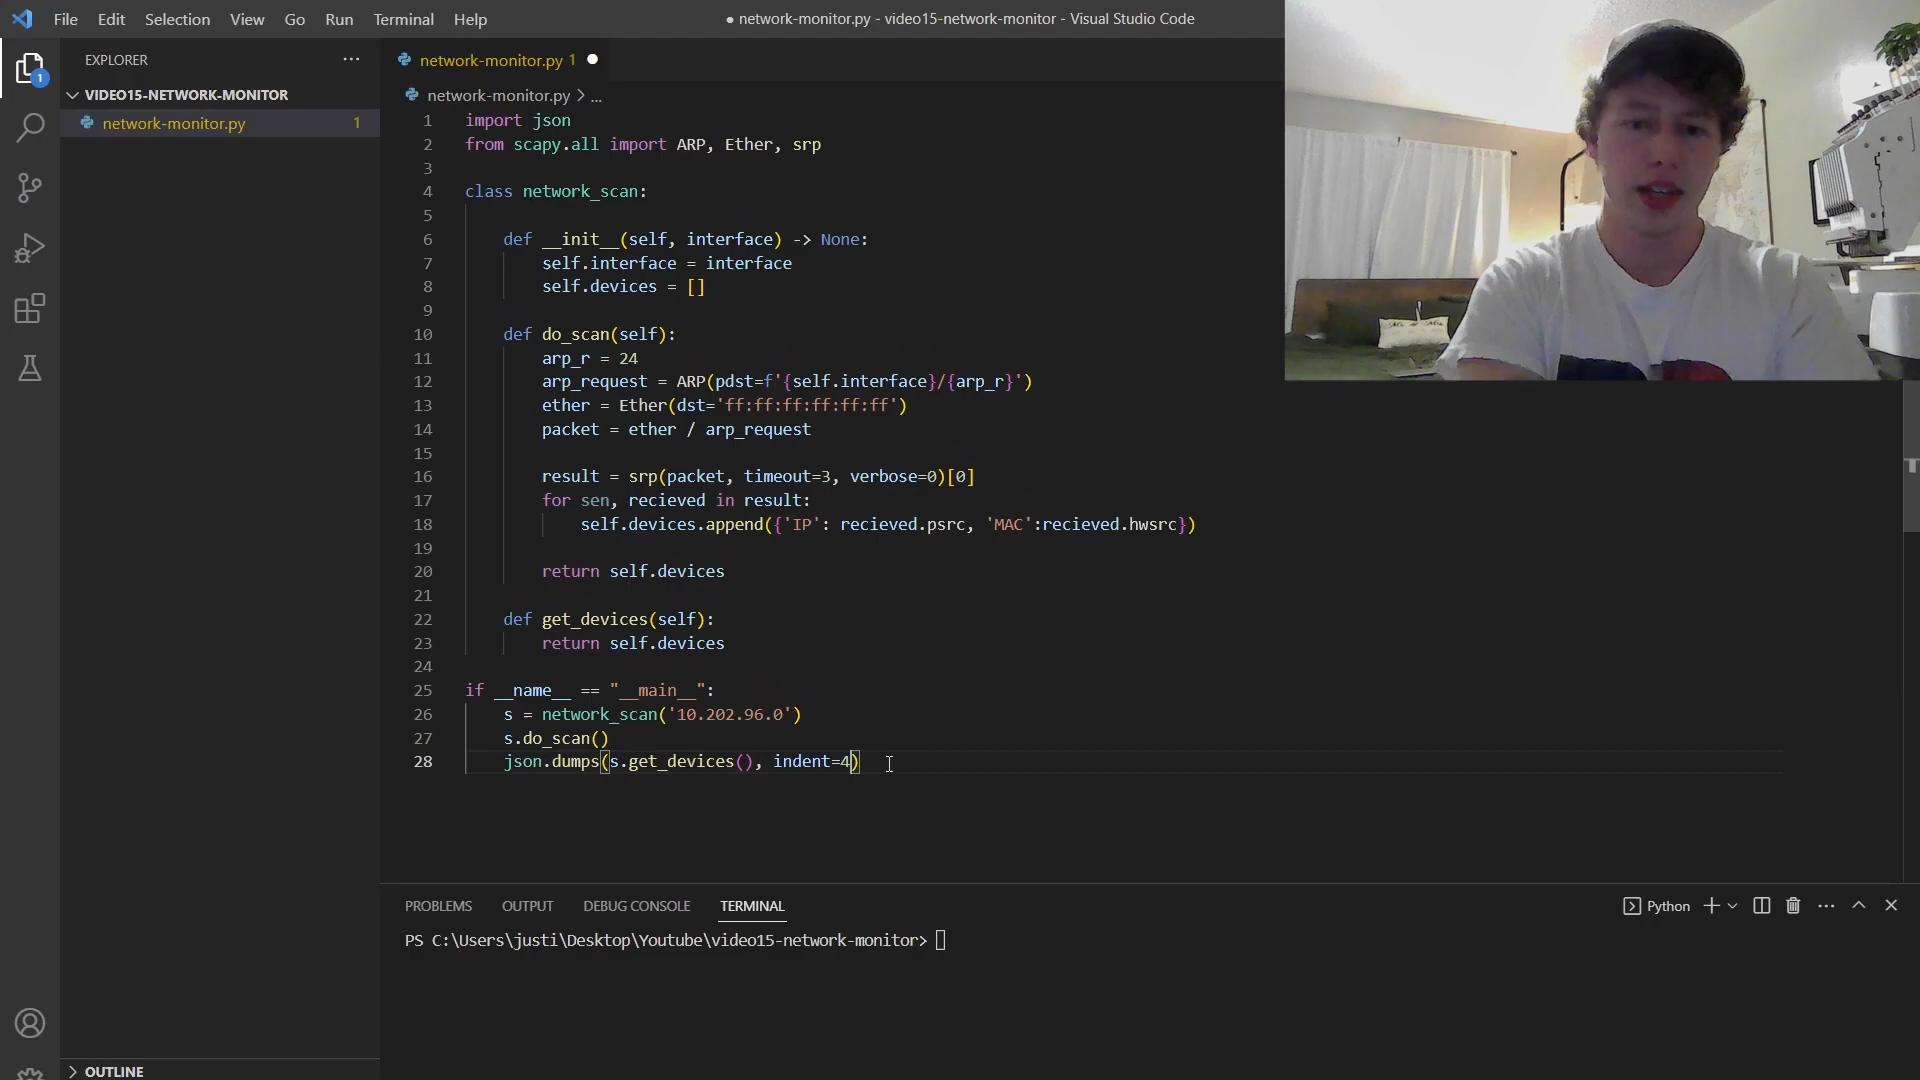 File Edit Selection View Go Run Terminal Help
● network-monitor.py - video15-network-monitor - Visual Studio Code
EXPLORER
VIDEO15-NETWORK-MONITOR
network-monitor.py 1
1
network-monitor.py 1
network-monitor.py > ...
1 import json
2 from scapy.all import ARP, Ether, srp
3
4 class network_scan:
5
6 def __init__(self, interface) -> None:
7 self.interface = interface
8 self.devices = []
9
10 def do_scan(self):
11 arp_r = 24
12 arp_request = ARP(pdst=f'{self.interface}/{arp_r}')
13 ether = Ether(dst='ff:ff:ff:ff:ff:ff')
14 packet = ether / arp_request
15
16 result = srp(packet, timeout=3, verbose=0)[0]
17 for sen, recieved in result:
18 self.devices.append({'IP': recieved.psrc, 'MAC':recieved.hwsrc})
19
20 return self.devices
21
22 def get_devices(self):
23 return self.devices
24
25 if __name__ == "__main__":
26 s = network_scan('10.202.96.0')
27 s.do_scan()
28 json.dumps(s.get_devices(), indent=4)
PROBLEMS OUTPUT DEBUG CONSOLE TERMINAL
Python
PS C:\Users\justi\Desktop\Youtube\video15-network-monitor>
OUTLINE